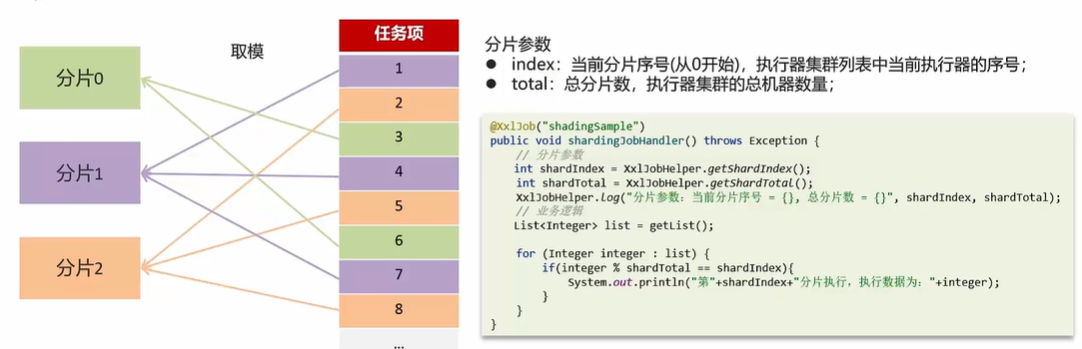 取模
分片0
分片1
分片2
任务项
1
2
3
4
5
6
7
8
...
分片参数
● index：当前分片序号(从0开始)，执行器集群列表中当前执行器的序号；
● total：总分片数，执行器集群的总机器数量；
@XxlJob("shadingSample")
public void shardingJobHandler() throws Exception {
// 分片参数
int shardIndex = XxlJobHelper.getShardIndex();
int shardTotal = XxlJobHelper.getShardTotal();
XxlJobHelper.log("分片参数：当前分片序号 = {}, 总分片数 = {}", shardIndex, shardTotal);
// 业务逻辑
List<Integer> list = getList();
for (Integer integer : list) {
if(integer % shardTotal == shardIndex){
System.out.println("第"+shardIndex+"分片执行，执行数据为："+integer);
}
}
}